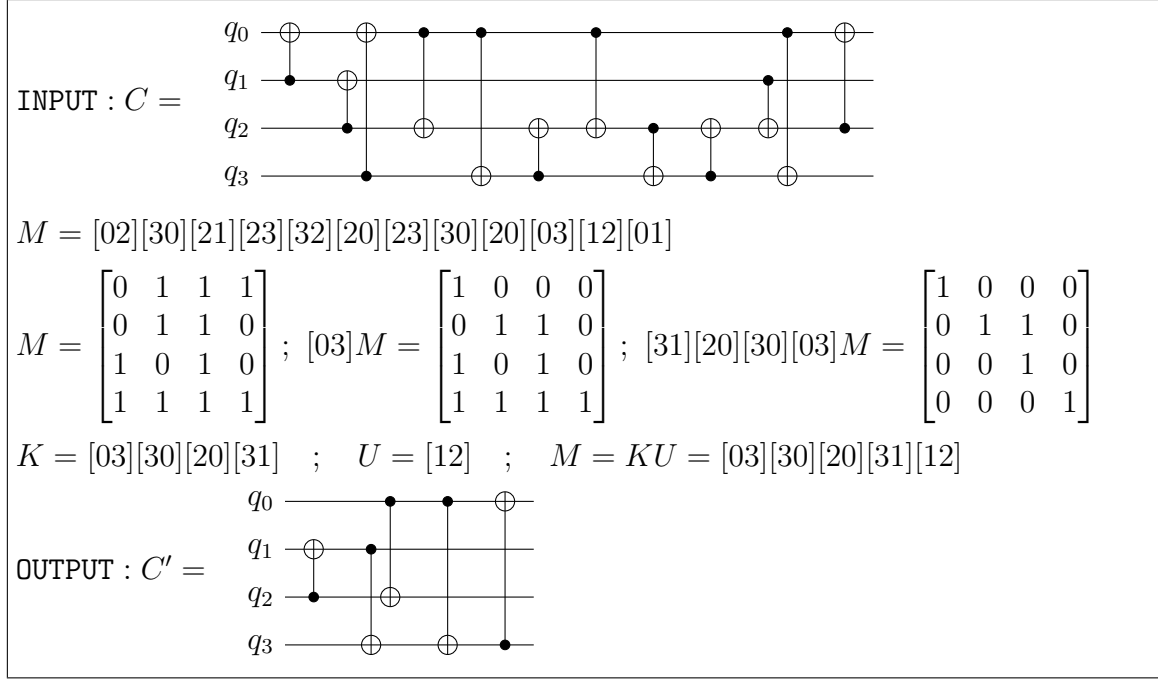 q₀
q₁
INPUT : C =
q₂
q₃
M = [02][30][21][23][32][20][23][30][20][03][12][01]
M = [0 1 1 1; 0 1 1 0; 1 0 1 0; 1 1 1 1] ; [03]M = [1 0 0 0; 0 1 1 0; 1 0 1 0; 1 1 1 1] ; [31][20][30][03]M = [1 0 0 0; 0 1 1 0; 0 0 1 0; 0 0 0 1]
K = [03][30][20][31] ; U = [12] ; M = KU = [03][30][20][31][12]
q₀
q₁
OUTPUT : C′ =
q₂
q₃